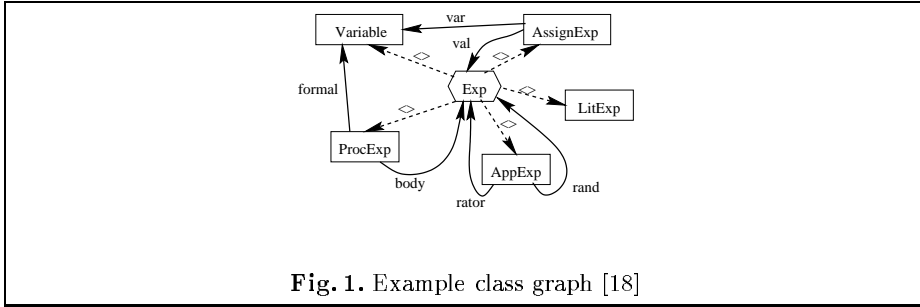 var
Variable
AssignExp
val
Exp
formal
LitExp
ProcExp
AppExp
body
rator
rand
Fig. 1. Example class graph [18]